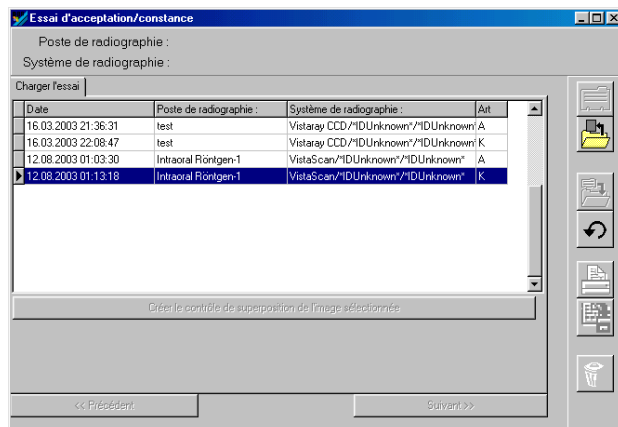 Essai d'acceptation/constance
Poste de radiographie :
Système de radiographie :
Charger l'essai
Date Poste de radiographie : Système de radiographie : Art
16.03.2003 21:36:31 test Vistaray CCD/*IDUnknown*/*IDUnknown* A
16.03.2003 22:08:47 test Vistaray CCD/*IDUnknown*/*IDUnknown* K
12.08.2003 01:03:30 Intraoral Röntgen-1 VistaScan/*IDUnknown*/*IDUnknown* A
12.08.2003 01:13:18 Intraoral Röntgen-1 VistaScan/*IDUnknown*/*IDUnknown* K
Créer le contrôle de superposition de l'image sélectionnée
<< Précédent Suivant >>